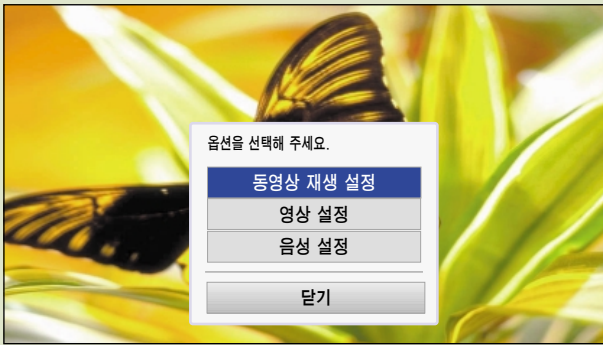 옵션을 선택해 주세요.
동영상 재생 설정
영상 설정
음성 설정
닫기